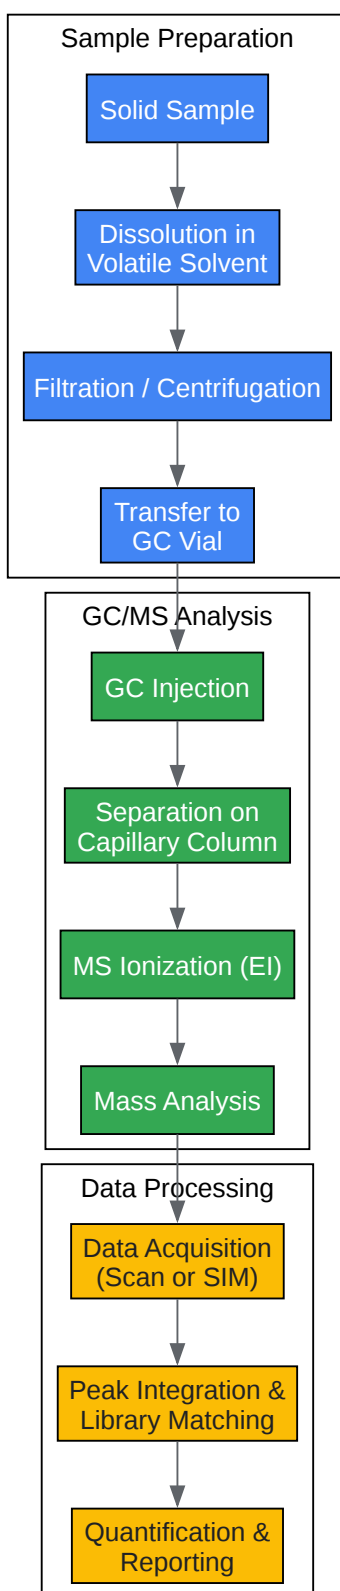 Sample Preparation
Solid Sample
Dissolution in
Volatile Solvent
Filtration / Centrifugation
Transfer to
GC Vial
GC/MS Analysis
GC Injection
Separation on
Capillary Column
MS Ionization (EI)
Mass Analysis
Data Processing
Data Acquisition
(Scan or SIM)
Peak Integration &
Library Matching
Quantification &
Reporting